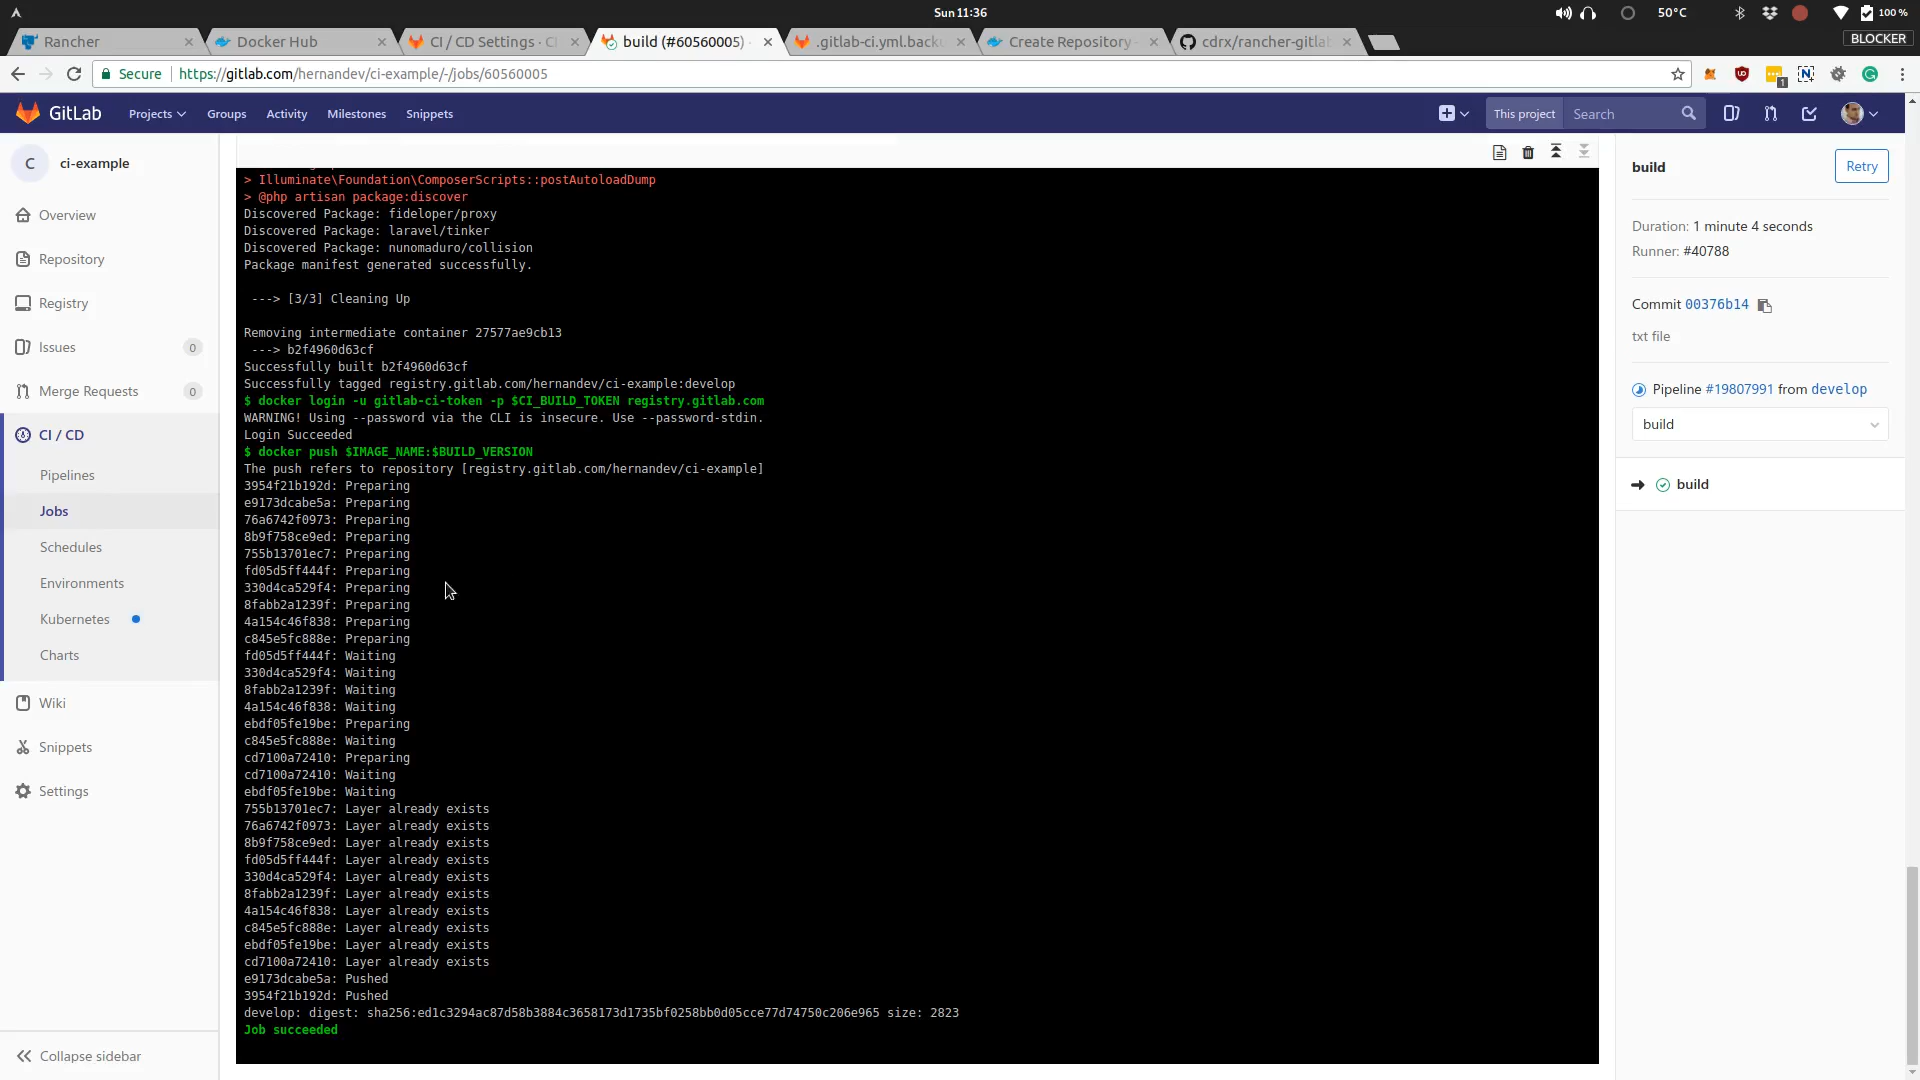 Sun 11:36
50°C
100 %
Rancher
Docker Hub
CI / CD Settings · C
build (#60560005) ·
.gitlab-ci.yml.backu
Create Repository -
cdrx/rancher-gitlab
BLOCKER
Secure
https://gitlab.com/hernandev/ci-example/-/jobs/60560005
1
GitLab
Projects
Groups
Activity
Milestones
Snippets
This project
Search
C
ci-example
Overview
Repository
Registry
Issues
0
Merge Requests
0
CI / CD
Pipelines
Jobs
Schedules
Environments
Kubernetes
Charts
Wiki
Snippets
Settings
Collapse sidebar
> Illuminate\Foundation\ComposerScripts::postAutoloadDump
> @php artisan package:discover
Discovered Package: fideloper/proxy
Discovered Package: laravel/tinker
Discovered Package: nunomaduro/collision
Package manifest generated successfully.
---> [3/3] Cleaning Up
Removing intermediate container 27577ae9cb13
---> b2f4960d63cf
Successfully built b2f4960d63cf
Successfully tagged registry.gitlab.com/hernandev/ci-example:develop
$ docker login -u gitlab-ci-token -p $CI_BUILD_TOKEN registry.gitlab.com
WARNING! Using --password via the CLI is insecure. Use --password-stdin.
Login Succeeded
$ docker push $IMAGE_NAME:$BUILD_VERSION
The push refers to repository [registry.gitlab.com/hernandev/ci-example]
3954f21b192d: Preparing
e9173dcabe5a: Preparing
76a6742f0973: Preparing
8b9f758ce9ed: Preparing
755b13701ec7: Preparing
fd05d5ff444f: Preparing
330d4ca529f4: Preparing
8fabb2a1239f: Preparing
4a154c46f838: Preparing
c845e5fc888e: Preparing
fd05d5ff444f: Waiting
330d4ca529f4: Waiting
8fabb2a1239f: Waiting
4a154c46f838: Waiting
ebdf05fe19be: Preparing
c845e5fc888e: Waiting
cd7100a72410: Preparing
cd7100a72410: Waiting
ebdf05fe19be: Waiting
755b13701ec7: Layer already exists
76a6742f0973: Layer already exists
8b9f758ce9ed: Layer already exists
fd05d5ff444f: Layer already exists
330d4ca529f4: Layer already exists
8fabb2a1239f: Layer already exists
4a154c46f838: Layer already exists
c845e5fc888e: Layer already exists
ebdf05fe19be: Layer already exists
cd7100a72410: Layer already exists
e9173dcabe5a: Pushed
3954f21b192d: Pushed
develop: digest: sha256:ed1c3294ac87d58b3884c3658173d1735bf0258bb0d05cce77d74750c206e965 size: 2823
Job succeeded
build
Retry
Duration: 1 minute 4 seconds
Runner: #40788
Commit 00376b14
txt file
Pipeline #19807991 from develop
build
build